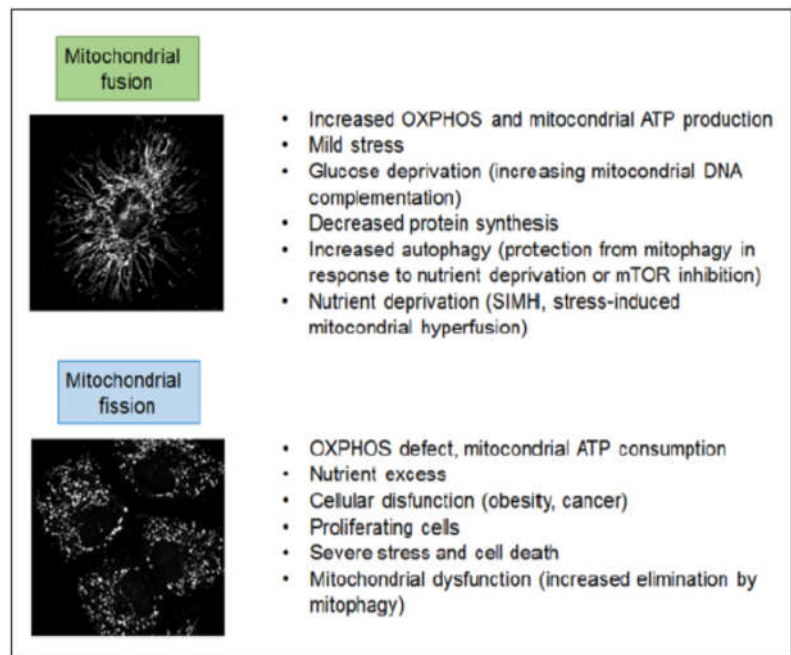 Mitochondrial
fusion
• Increased OXPHOS and mitocondrial ATP production
• Mild stress
• Glucose deprivation (increasing mitocondrial DNA
complementation)
• Decreased protein synthesis
• Increased autophagy (protection from mitophagy in
response to nutrient deprivation or mTOR inhibition)
• Nutrient deprivation (SIMH, stress-induced
mitocondrial hyperfusion)
Mitochondrial
fission
• OXPHOS defect, mitocondrial ATP consumption
• Nutrient excess
• Cellular disfunction (obesity, cancer)
• Proliferating cells
• Severe stress and cell death
• Mitochondrial dysfunction (increased elimination by
mitophagy)